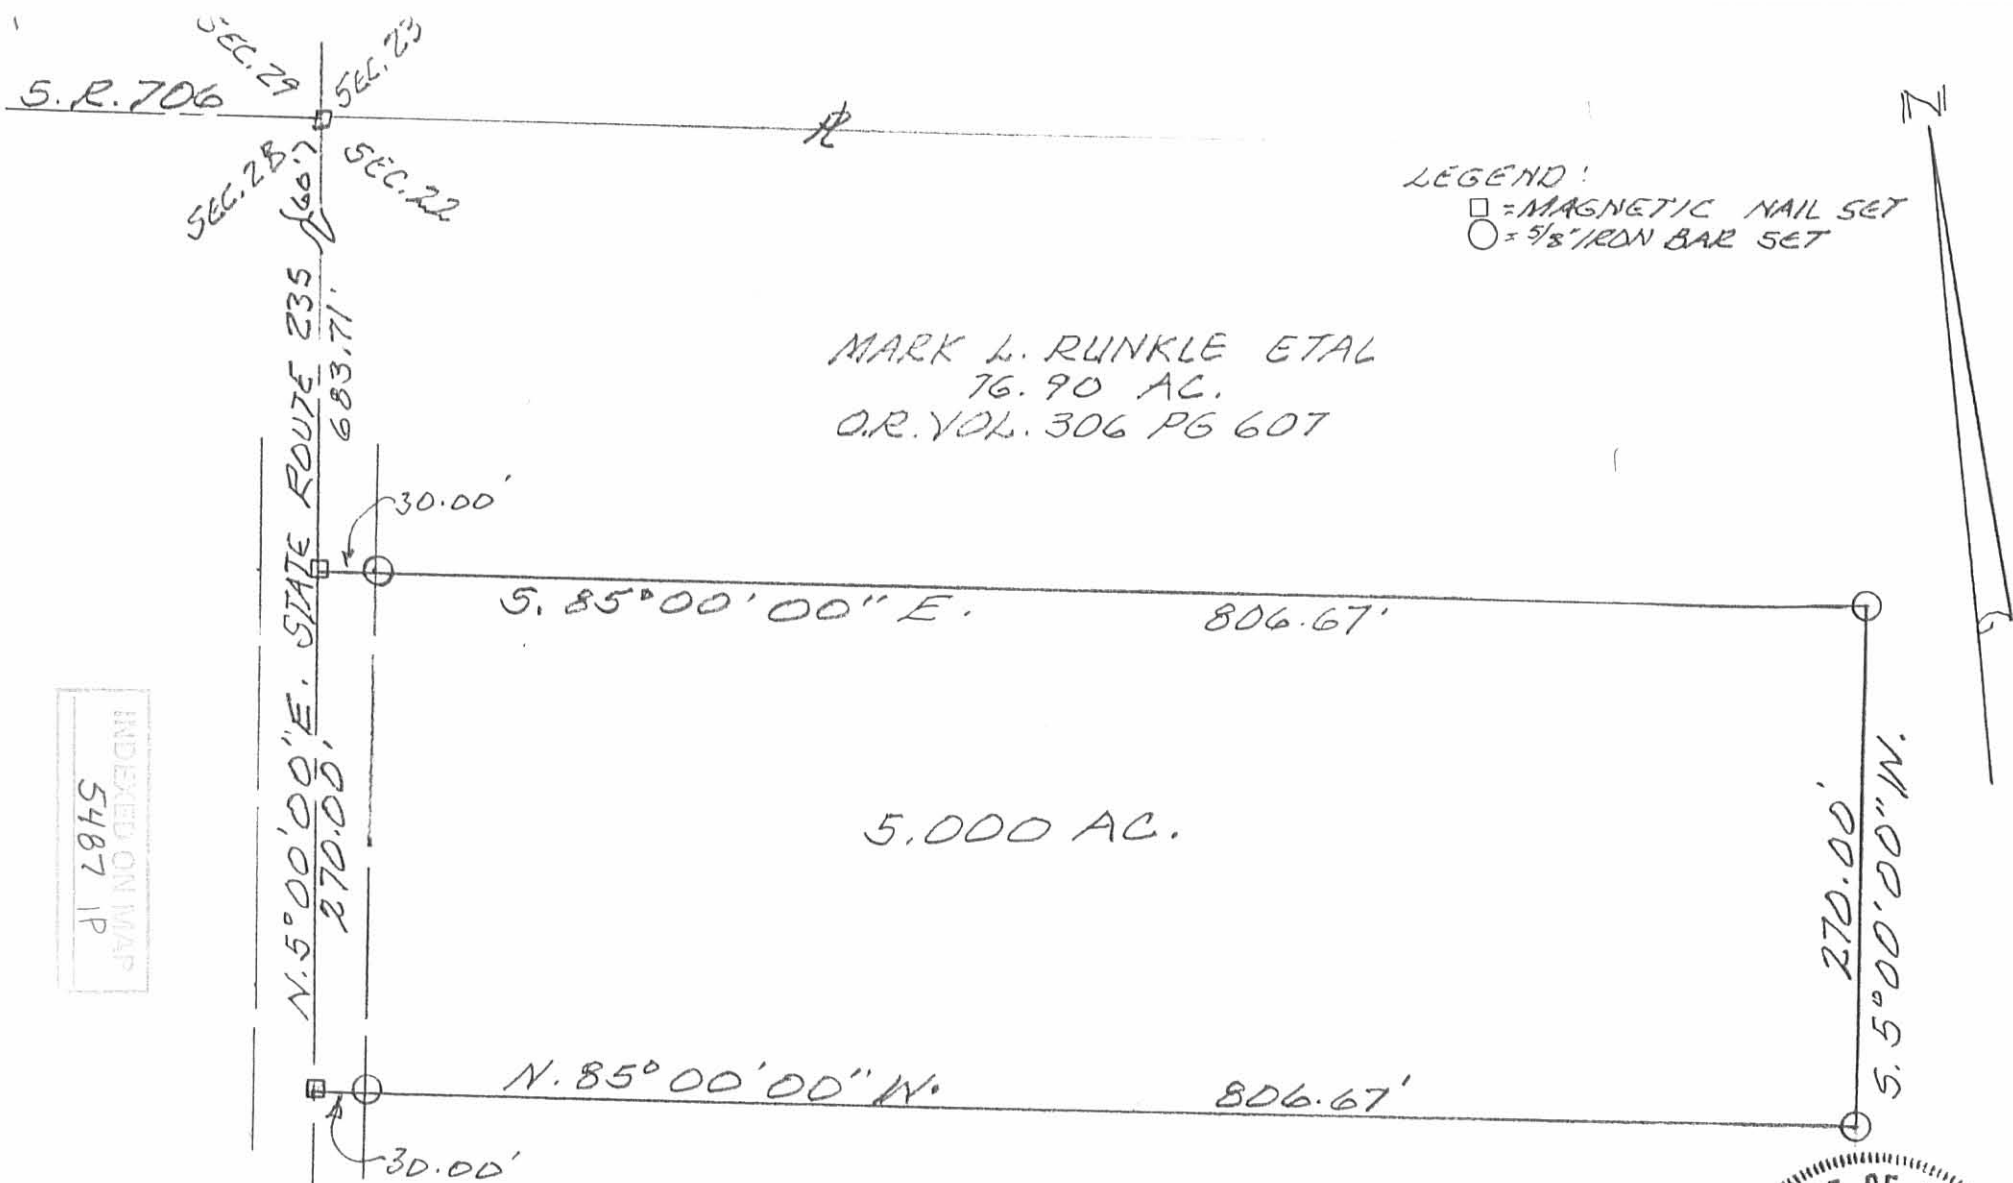 SEC. 29
SEC. 23
S.R. 706
SEC. 28
SEC. 22
(60')
P̸L
N
LEGEND:
□ = MAGNETIC NAIL SET
○ = 5/8" IRON BAR SET
STATE ROUTE 235
683.71'
MARK L. RUNKLE ETAL
76.90 AC.
O.R. VOL. 306 PG 607
30.00'
S. 85° 00' 00" E.
806.67'
N. 5° 00' 00" E.
270.00'
INDEXED ON MAP
5487 IP
5.000 AC.
270.00'
S. 5° 00' 00" W.
N. 85° 00' 00" W.
806.67'
30.00'